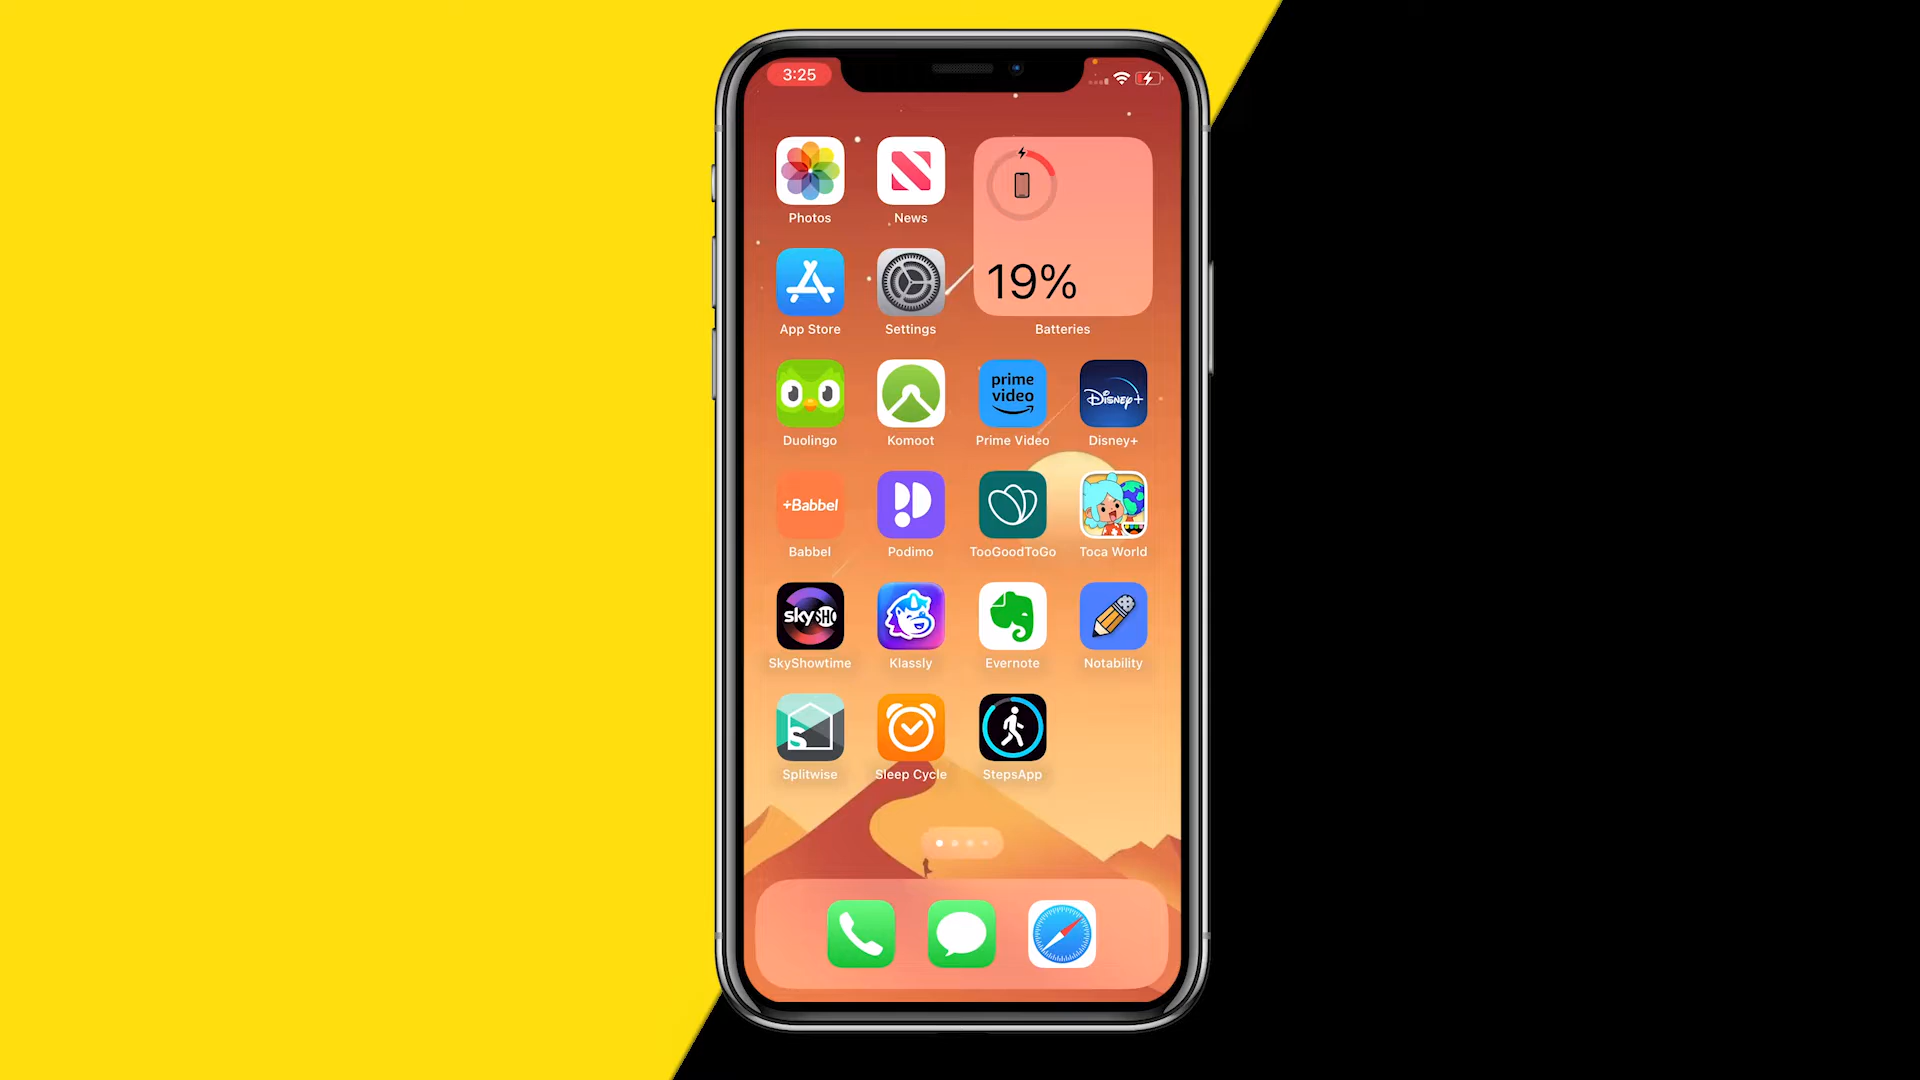 3:25
Photos
News
19%
App Store
Settings
Batteries
prime
video
Disney+
Duolingo
Komoot
Prime Video
Disney+
+Babbel
Babbel
Podimo
TooGoodToGo
Toca World
sky SHO
SkyShowtime
Klassly
Evernote
Notability
S
Splitwise
Sleep Cycle
StepsApp